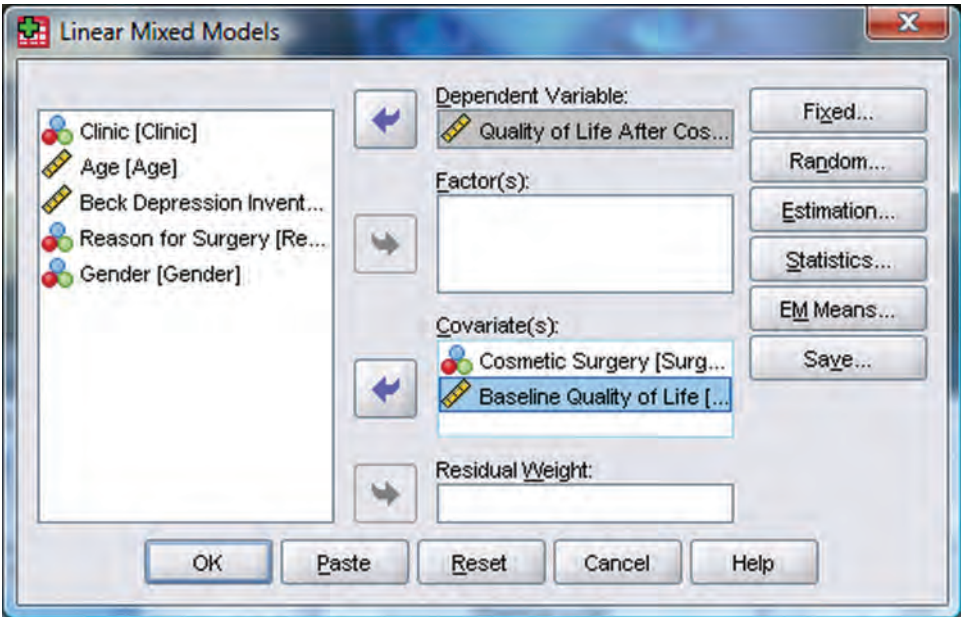 Linear Mixed Models
Clinic [Clinic]
Age [Age]
Beck Depression Invent...
Reason for Surgery [Re...
Gender [Gender]
Dependent Variable:
Quality of Life After Cos...
Factor(s):
Covariate(s):
Cosmetic Surgery [Surg...
Baseline Quality of Life [...
Residual Weight:
Fixed...
Random...
Estimation...
Statistics...
EM Means...
Save...
OK
Paste
Reset
Cancel
Help